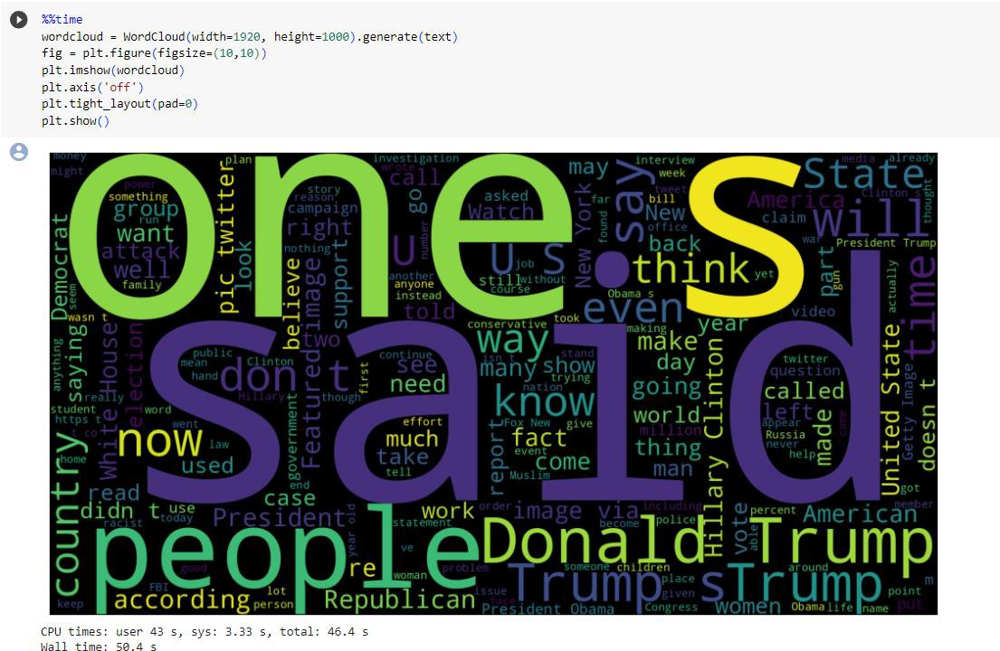 %%time
wordcloud = WordCloud(width=1920, height=1000).generate(text)
fig = plt.figure(figsize=(10,10))
plt.imshow(wordcloud)
plt.axis('off')
plt.tight_layout(pad=0)
plt.show()
money
might
power
something
group
run
want
attack
well
family
plan
pic twitter
look
one
story
reason
campaign
right
nothing
investigation
wrote
call
go
number
U
another
anyone
instead
told
asked
Watch
u s
job
still
without
course
may
far
found
New York
say
interview
week
tweet
bill
New
office
back
think
yet
s
State
media
already
America
Clinton s
thought
claim
will
war
President Trump
part
gun
actually
time
Democrat
seem
wasn t
anything
saying
really
White House
election
public
mean
hand
Clinton
don t
Hillary
believe
two
Featured image
support
though
first
continue
see
need
conservative
took
way
isn t
many
show
stand
trying
nation
know
Obama s
even
making
make
day
going
world
million
thing
man
year
video
twitter
question
called
left
appear
Russia
never
help
made
came
United State
Getty Image
doesn t
got
member
student
https t
t co
home
word
went
now
law
used
said
government
end
case
effort
much
take
tell
report
Fox New
give
fact
event
come
Muslim
Hillary Clinton
country
read
didn t
use
racist
today
President
year old
work
statement
order
image via
including
become
police
vote
able
percent
American
people
ve
re
woman
problem
Donald Trump
someone
children
Trump s
place
given
Trump
around
point
m
keep
good
FBI
according
lot
person
Republican
issue
face
President Obama
Congress
women
Obama
life
name
put
CPU times: user 43 s, sys: 3.33 s, total: 46.4 s
Wall time: 50.4 s